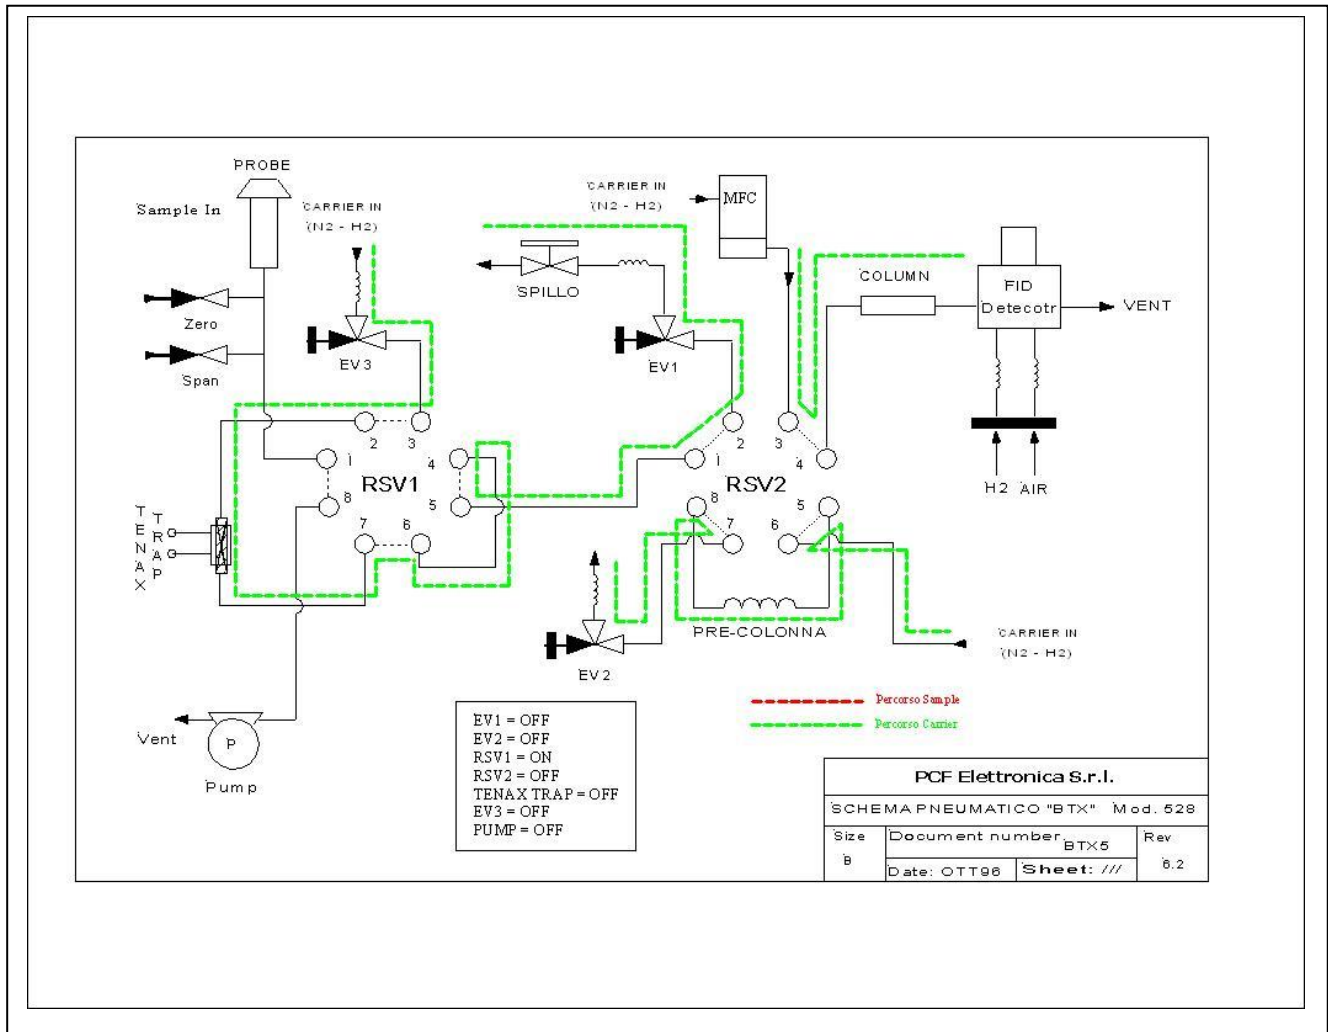 PROBE
Sample In
CARRIER IN
(N2 - H2)
CARRIER IN
(N2 - H2)
MFC
SPILLO
COLUMN
FID
Detecotr
VENT
Zero
EV3
EV1
Span
2
3
2
3
1
4
1
4
RSV1
RSV2
H2
AIR
8
5
8
5
7
6
7
6
TENAX
TRAP
PRE-COLONNA
CARRIER IN
(N2 - H2)
EV2
Percorso Sample
Percorso Carrier
Vent
P
Pump
EV1 = OFF
EV2 = OFF
RSV1 = ON
RSV2 = OFF
TENAX TRAP = OFF
EV3 = OFF
PUMP = OFF
PCF Elettronica S.r.l.
SCHEMA PNEUMATICO "BTX" Mod. 528
Size
B
Document number
BTX5
Rev
6.2
Date: OTT96
Sheet: ///